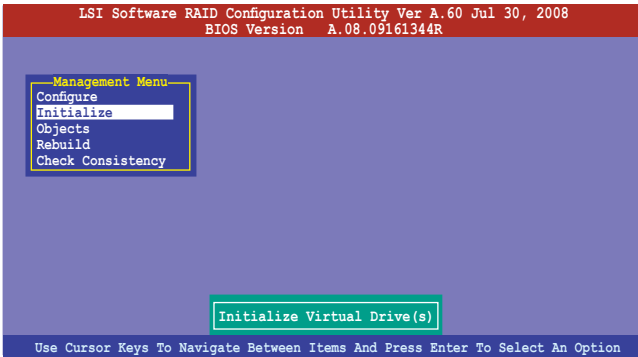 LSI Software RAID Configuration Utility Ver A.60 Jul 30, 2008
BIOS Version A.08.09161344R
Management Menu
Configure
Initialize
Objects
Rebuild
Check Consistency
Initialize Virtual Drive(s)
Use Cursor Keys To Navigate Between Items And Press Enter To Select An Option